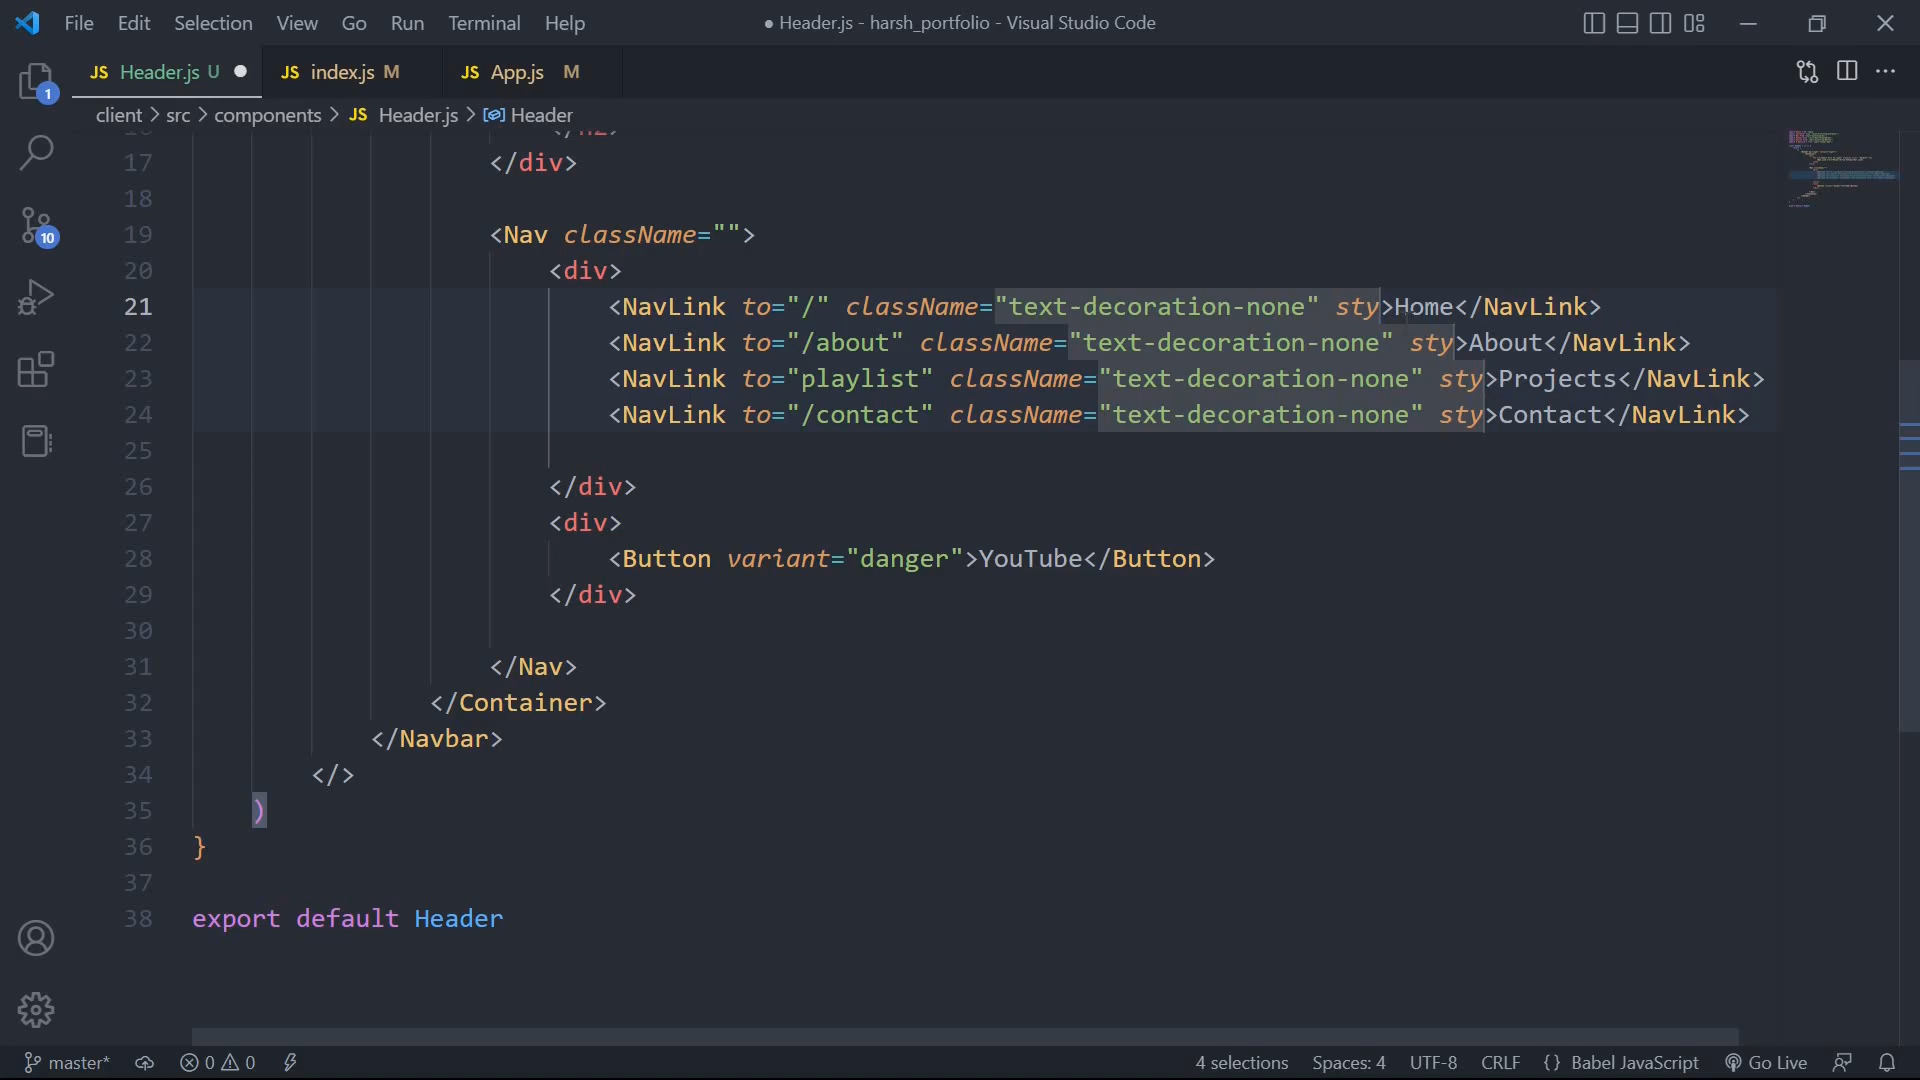 File Edit Selection View Go Run Terminal Help ● Header.js - harsh_portfolio - Visual Studio Code
JS Header.js U ● JS index.js M JS App.js M
1
client > src > components > JS Header.js > Header
17 </div>
18
19 <Nav className="">
20 <div>
21 <NavLink to="/" className="text-decoration-none" sty>Home</NavLink>
22 <NavLink to="/about" className="text-decoration-none" sty>About</NavLink>
23 <NavLink to="playlist" className="text-decoration-none" sty>Projects</NavLink>
24 <NavLink to="/contact" className="text-decoration-none" sty>Contact</NavLink>
10
25
26 </div>
27 <div>
28 <Button variant="danger">YouTube</Button>
29 </div>
30
31 </Nav>
32 </Container>
33 </Navbar>
34 </>
35 )
36 }
37
38 export default Header
master* 0 0 4 selections Spaces: 4 UTF-8 CRLF {} Babel JavaScript Go Live